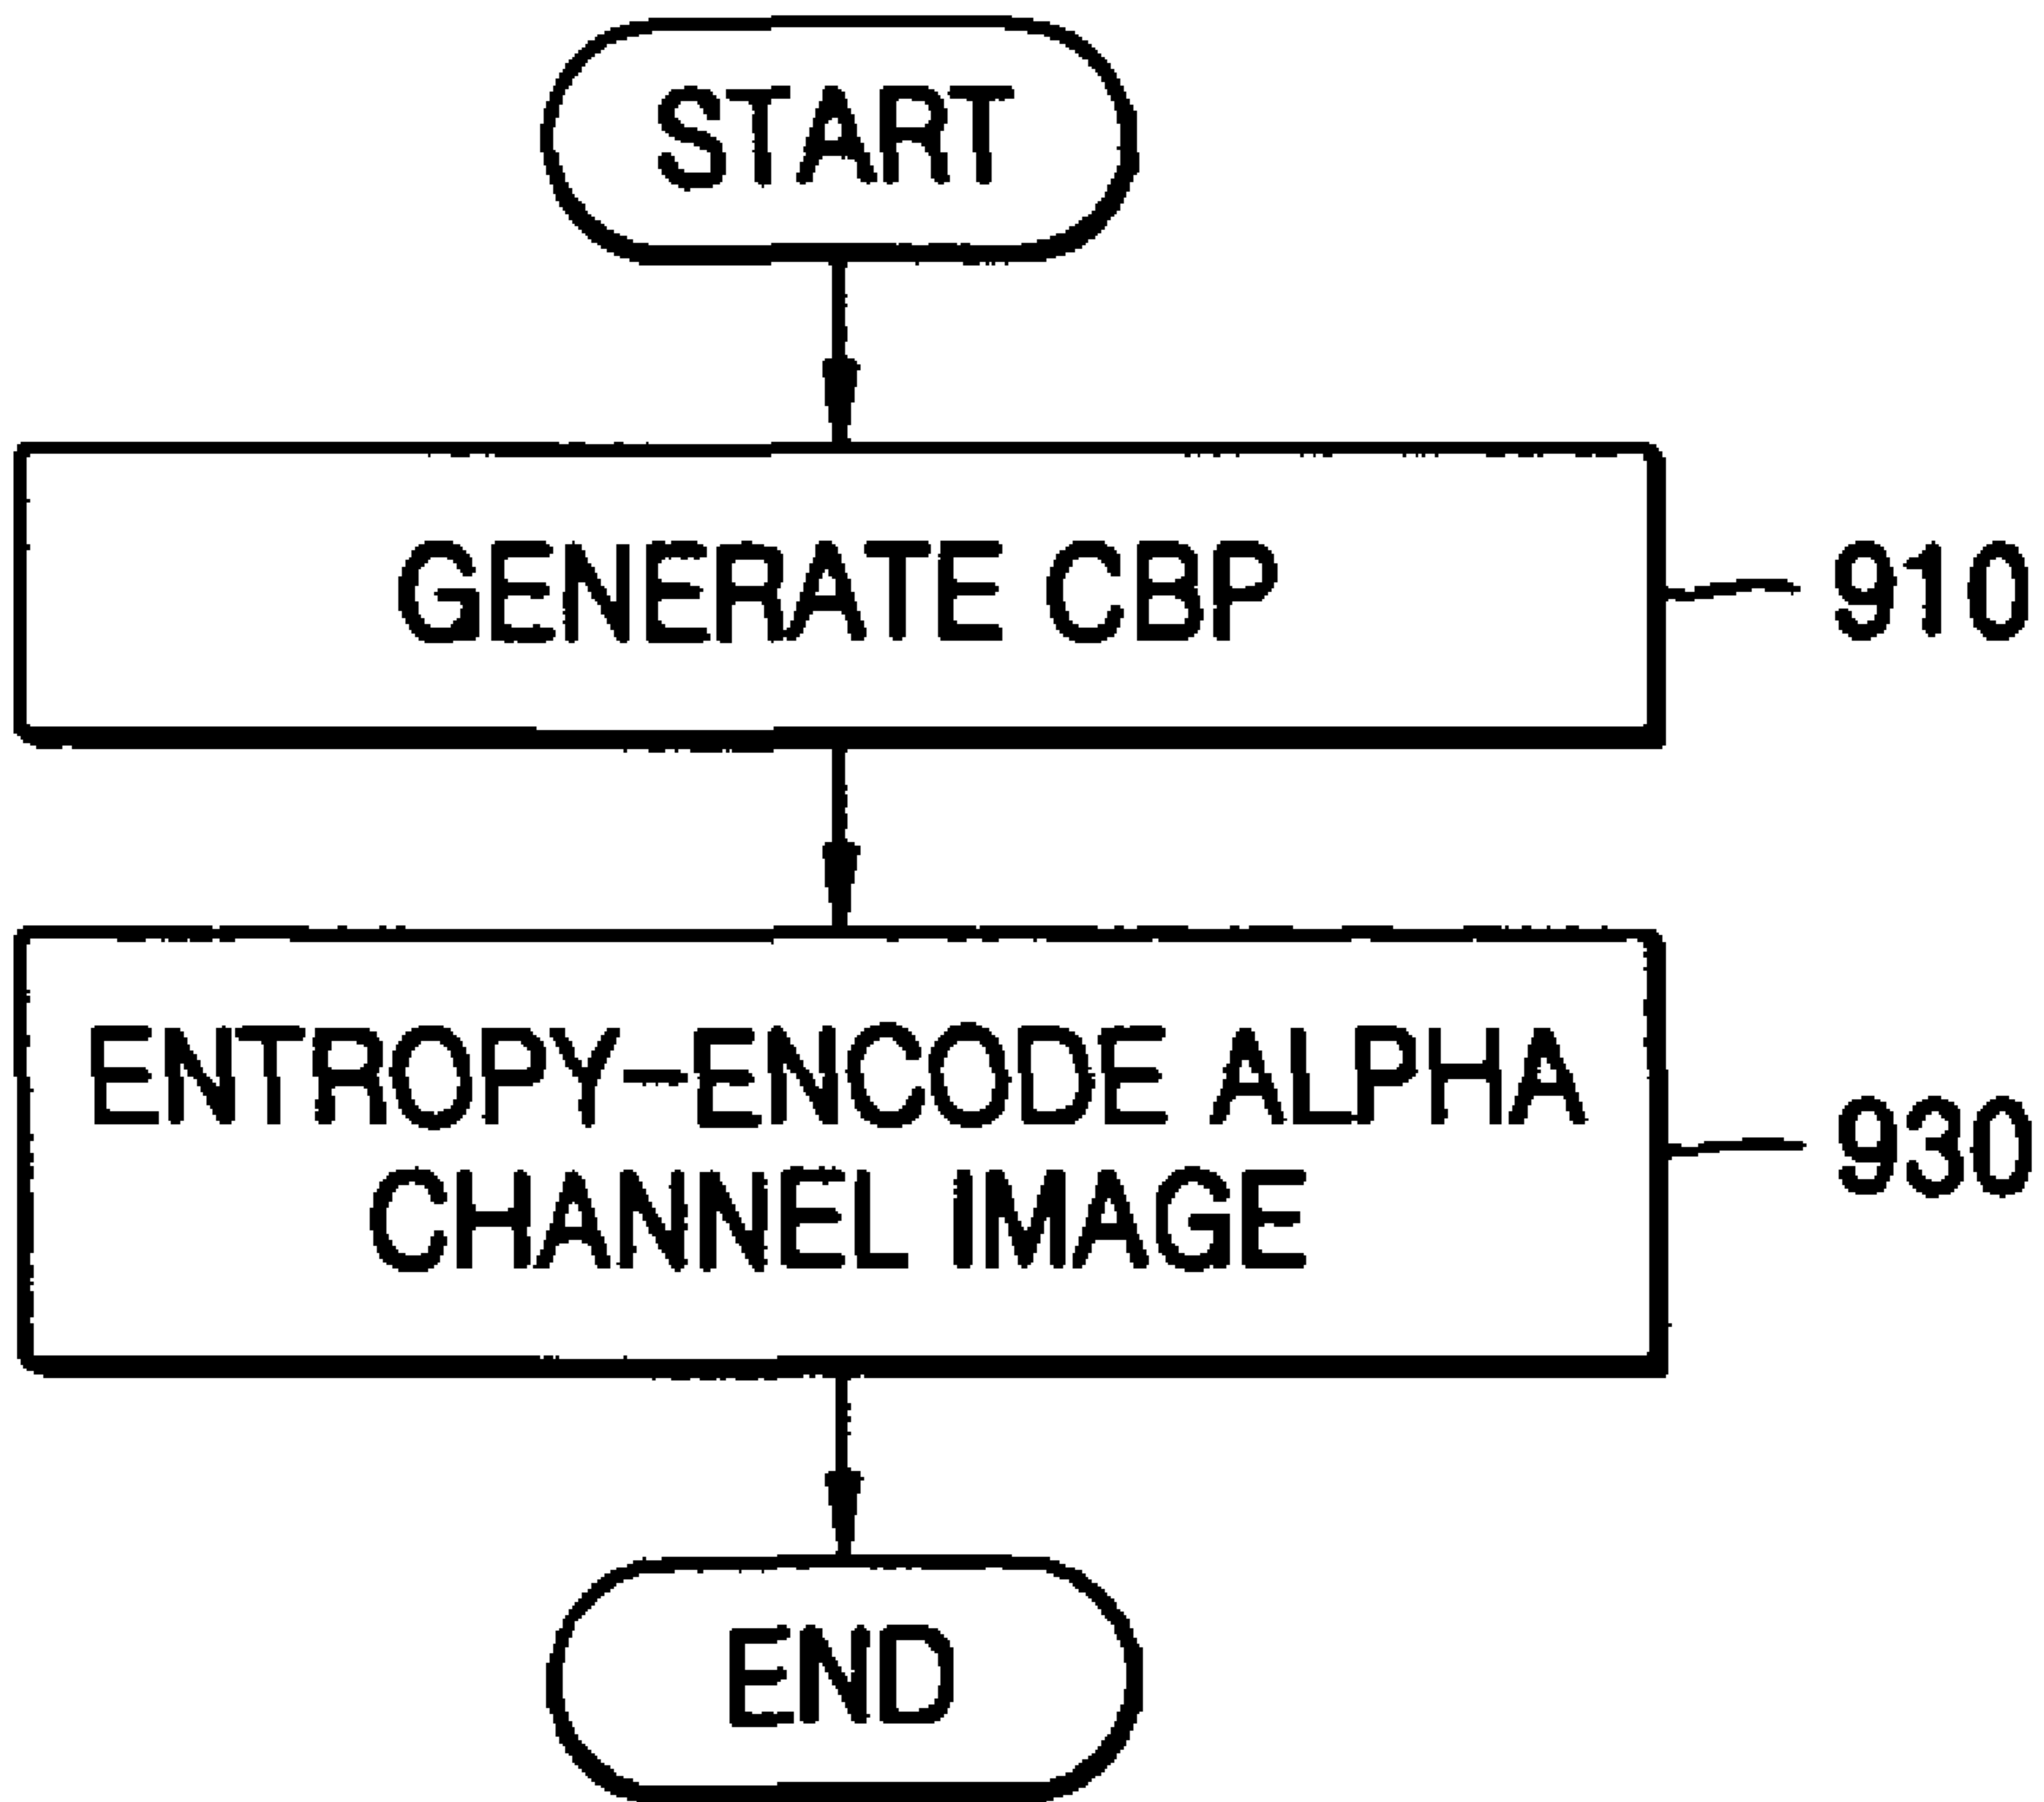 START
GENERATE CBP
910
ENTROPY-ENCODE ALPHA
CHANNEL IMAGE
930
END